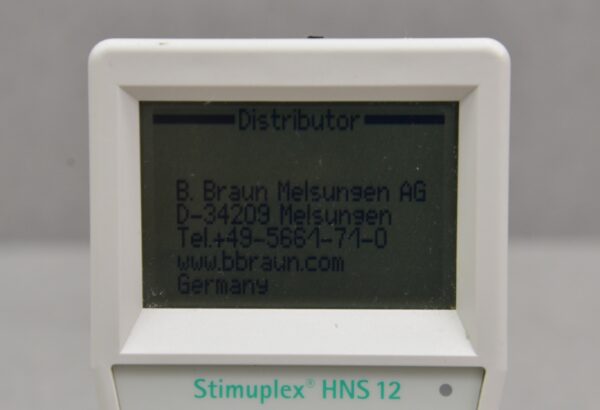 Distributor
B. Braun Melsungen AG
D-34209 Melsungen
Tel.+49-5661-71-0
www.bbraun.com
Germany
Stimuplex® HNS 12